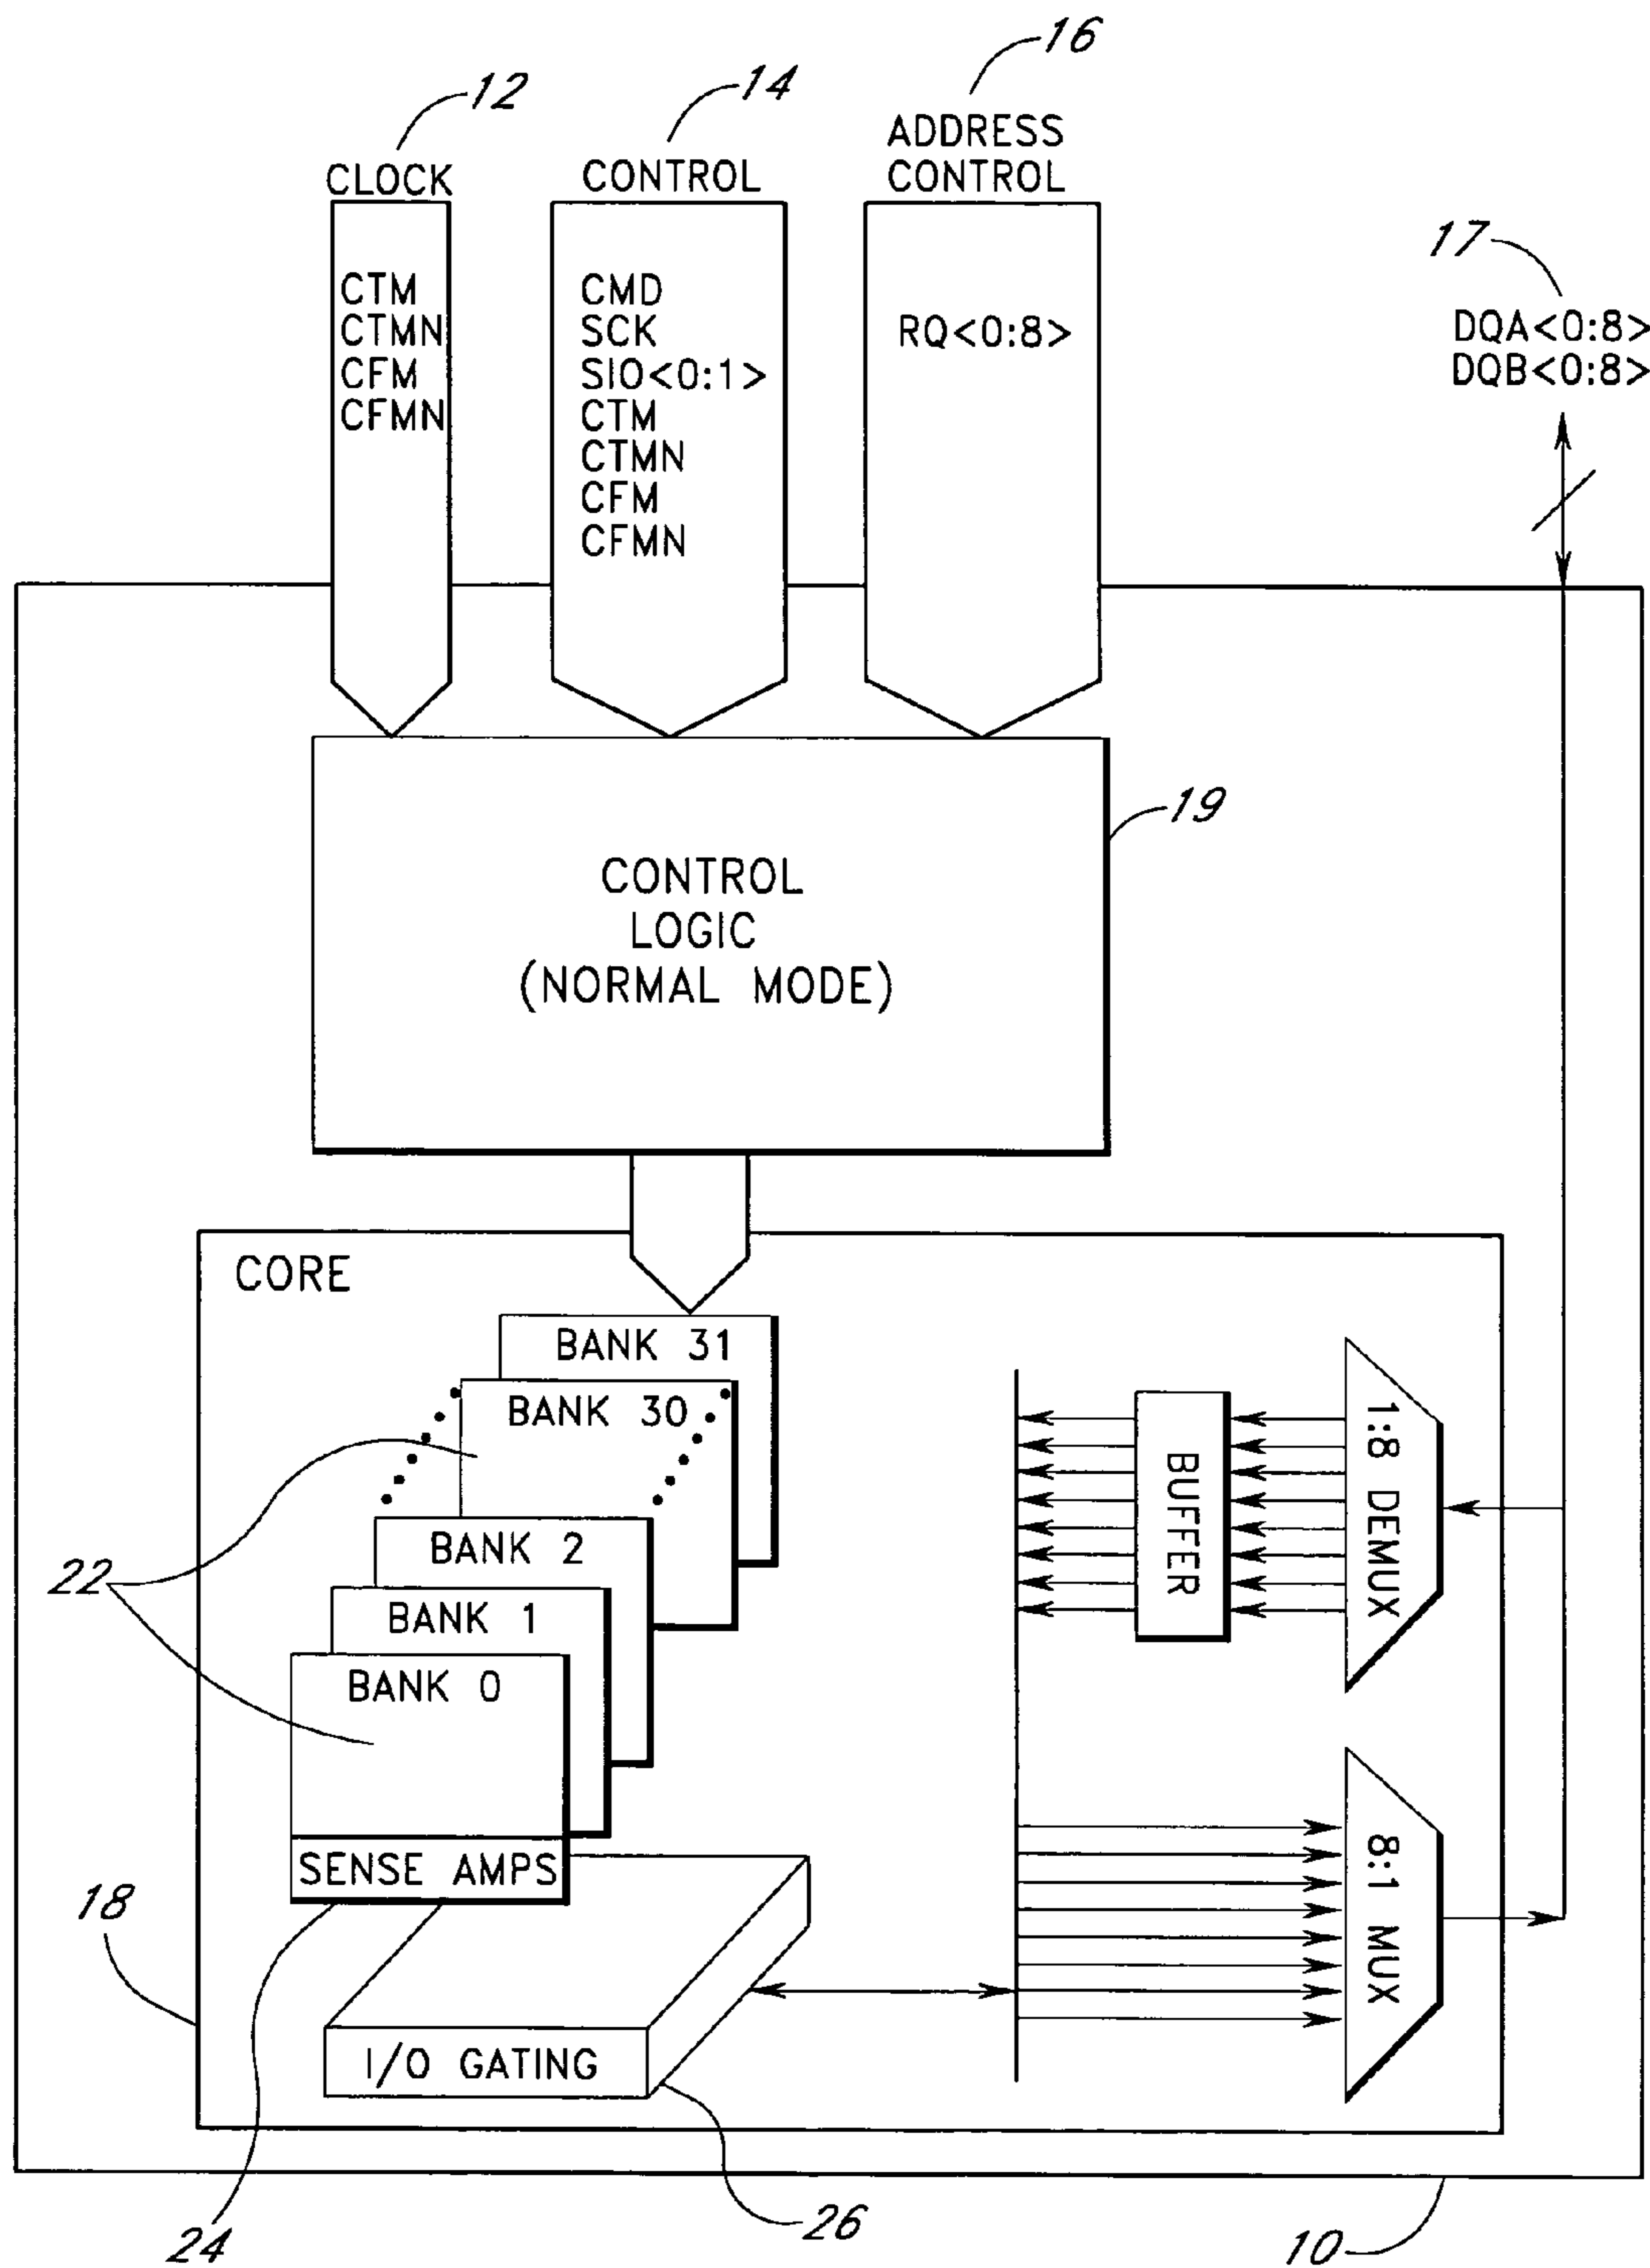 16
12
14
ADDRESS
CONTROL
CLOCK
CONTROL
17
CTM
CTMN
CFM
CFMN
CMD
SCK
SIO<0:1>
CTM
CTMN
CFM
CFMN
RQ<0:8>
DQA<0:8>
DQB<0:8>
19
CONTROL
LOGIC
(NORMAL MODE)
CORE
BANK 31
BANK 30
BANK 2
BANK 1
BANK 0
SENSE AMPS
22
BUFFER
1:8 DEMUX
8:1 MUX
18
I/O GATING
24
26
10